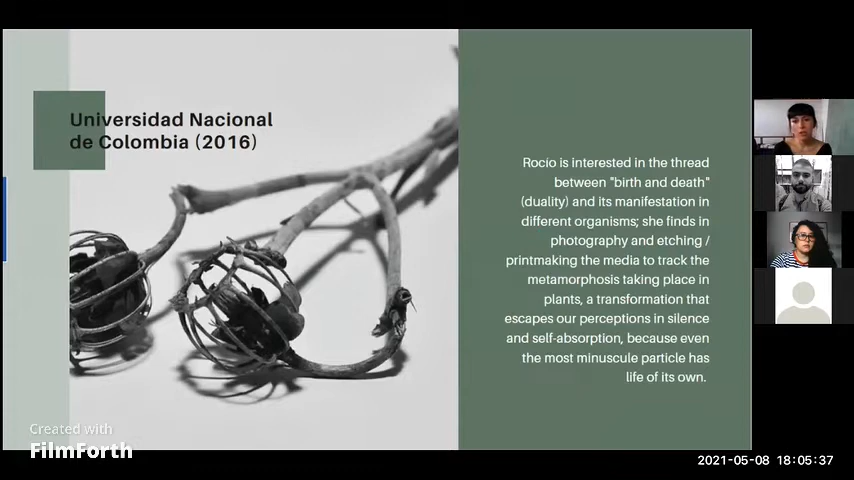 Universidad Nacional
de Colombia (2016)
Rocío is interested in the thread
between "birth and death"
(duality) and its manifestation in
different organisms; she finds in
photography and etching /
printmaking the media to track the
metamorphosis taking place in
plants, a transformation that
escapes our perceptions in silence
and self-absorption, because even
the most minuscule particle has
life of its own.
Created with
FilmForth
2021-05-08 18:05:37